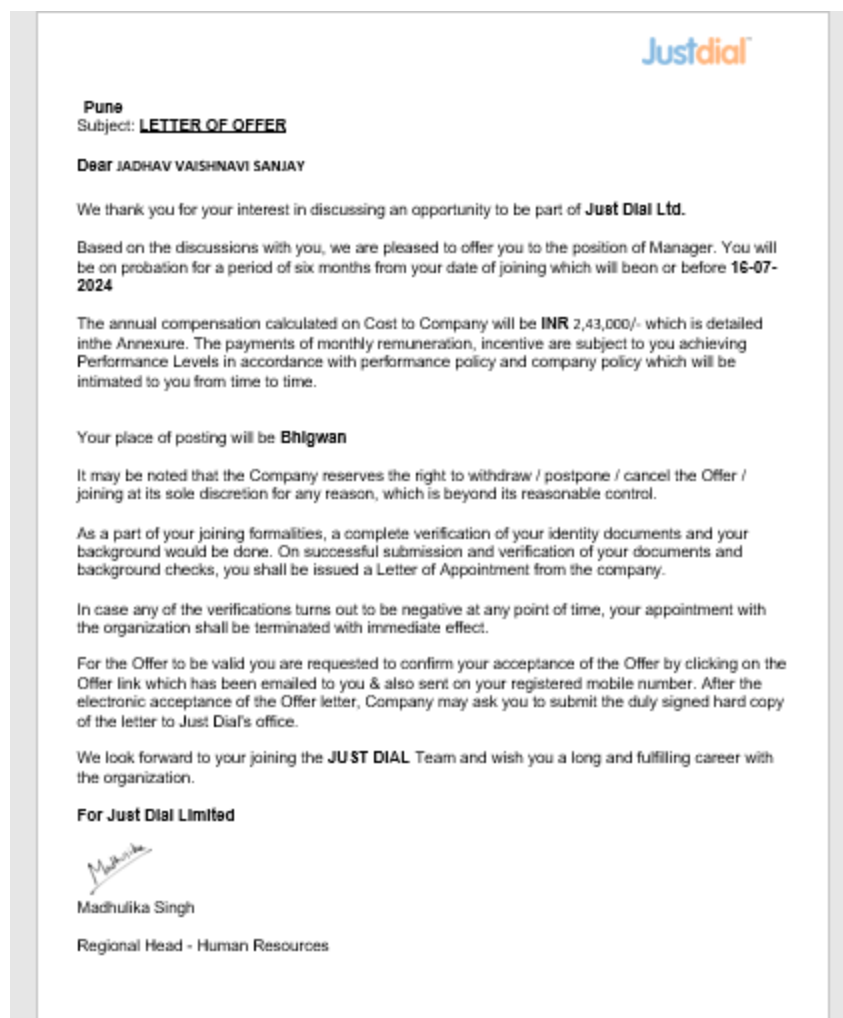 Justdial
Pune
Subject: LETTER OF OFFER
Dear JADHAV VAISHNAVI SANJAY
We thank you for your interest in discussing an opportunity to be part of Just Dial Ltd.
Based on the discussions with you, we are pleased to offer you to the position of Manager. You will
be on probation for a period of six months from your date of joining which will beon or before 16-07-
2024
The annual compensation calculated on Cost to Company will be INR 2,43,000/- which is detailed
inthe Annexure. The payments of monthly remuneration, incentive are subject to you achieving
Performance Levels in accordance with performance policy and company policy which will be
intimated to you from time to time.
Your place of posting will be Bhigwan
It may be noted that the Company reserves the right to withdraw / postpone / cancel the Offer /
joining at its sole discretion for any reason, which is beyond its reasonable control.
As a part of your joining formalities, a complete verification of your identity documents and your
background would be done. On successful submission and verification of your documents and
background checks, you shall be issued a Letter of Appointment from the company.
In case any of the verifications turns out to be negative at any point of time, your appointment with
the organization shall be terminated with immediate effect.
For the Offer to be valid you are requested to confirm your acceptance of the Offer by clicking on the
Offer link which has been emailed to you & also sent on your registered mobile number. After the
electronic acceptance of the Offer letter, Company may ask you to submit the duly signed hard copy
of the letter to Just Dial's office.
We look forward to your joining the JUST DIAL Team and wish you a long and fulfilling career with
the organization.
For Just Dial Limited
Madhulika
Madhulika Singh
Regional Head - Human Resources